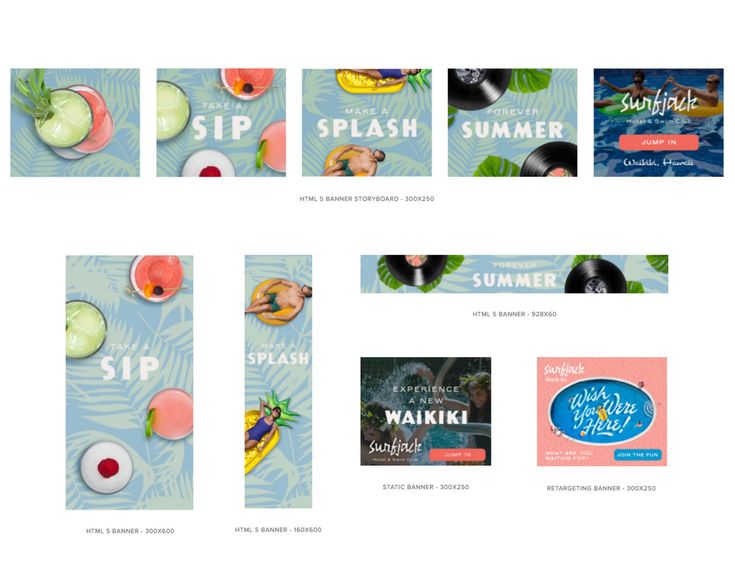 TAKE A
SIP
MAKE A
SPLASH
FOREVER
SUMMER
surfjack
Hotel & Swim Club
JUMP IN
Waikiki, Hawaii
HTML 5 BANNER STORYBOARD - 300X250
TAKE A
SIP
HTML 5 BANNER - 300X600
MAKE A
SPLASH
HTML 5 BANNER - 160X600
FOREVER
SUMMER
HTML 5 BANNER - 928X60
EXPERIENCE
A NEW
WAIKIKI
surfjack
Hotel & Swim Club
JUMP IN
STATIC BANNER - 300X250
surfjack
Waikiki
Wish
You Were
Here!
WHAT ARE YOU
WAITING FOR?
JOIN THE FUN
RETARGETING BANNER - 300X250